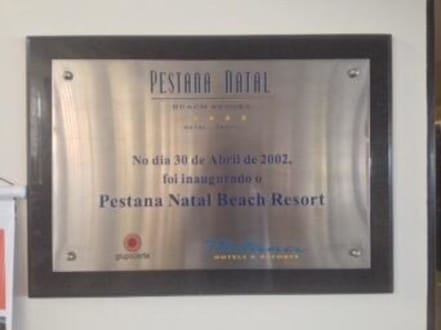 PESTANA NATAL
BEACH RESORT
No dia 30 de Abril de 2002,
foi inaugurado o
Pestana Natal Beach Resort
Pestana
HOTELS & RESORTS